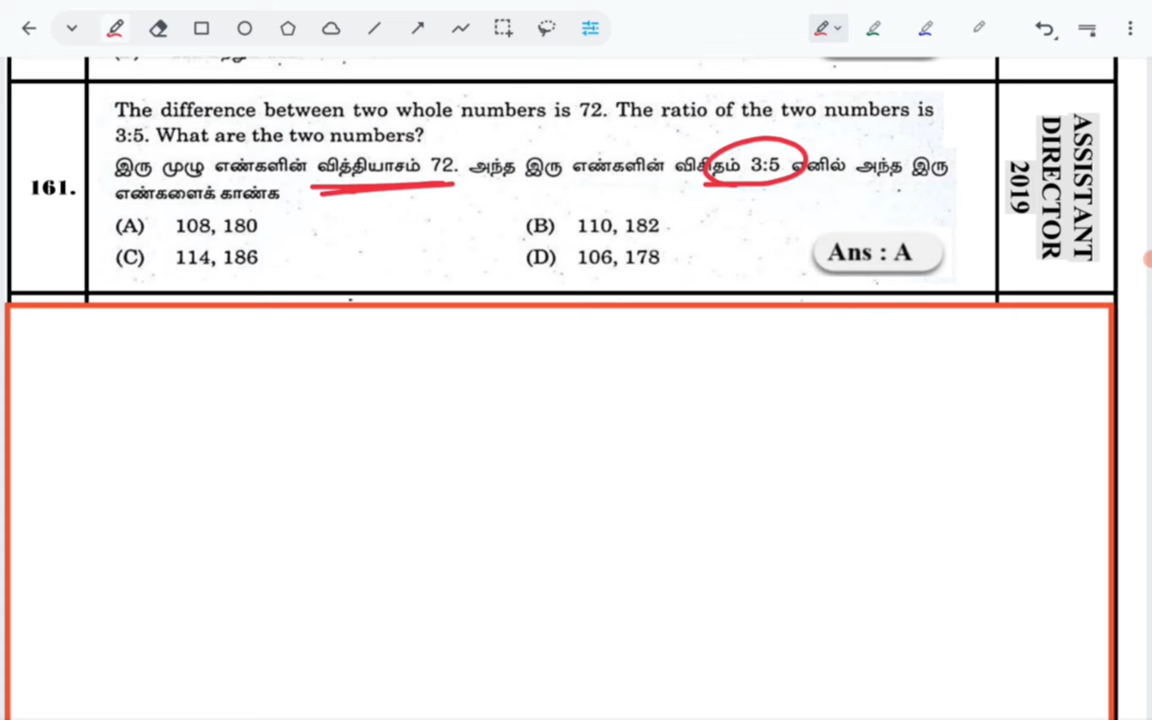 161.
The difference between two whole numbers is 72. The ratio of the two numbers is
3:5. What are the two numbers?
இரு முழு எண்களின் வித்தியாசம் 72. அந்த இரு எண்களின் விகிதம் 3:5 எனில் அந்த இரு
எண்களைக் காண்க
(A) 108, 180
(B) 110, 182
(C) 114, 186
(D) 106, 178
Ans : A
ASSISTANT
DIRECTOR
2019